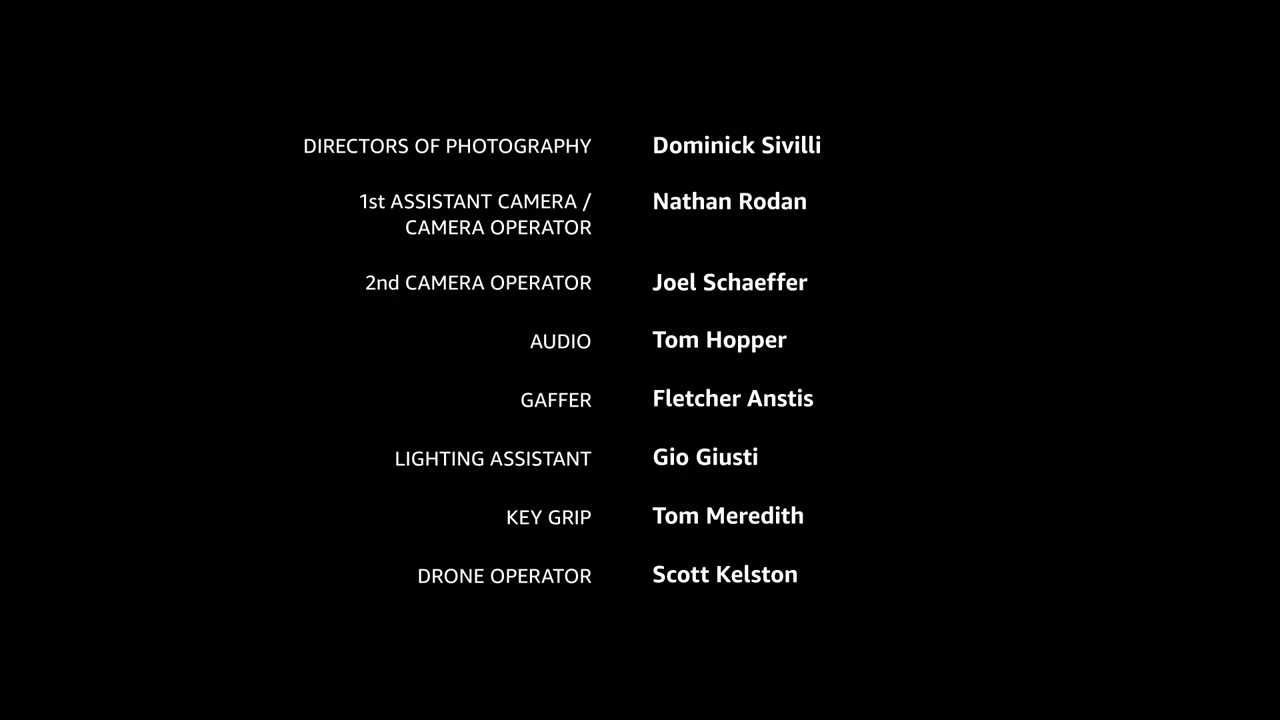 DIRECTORS OF PHOTOGRAPHY Dominick Sivilli
1st ASSISTANT CAMERA / Nathan Rodan
CAMERA OPERATOR
2nd CAMERA OPERATOR Joel Schaeffer
AUDIO Tom Hopper
GAFFER Fletcher Anstis
LIGHTING ASSISTANT Gio Giusti
KEY GRIP Tom Meredith
DRONE OPERATOR Scott Kelston